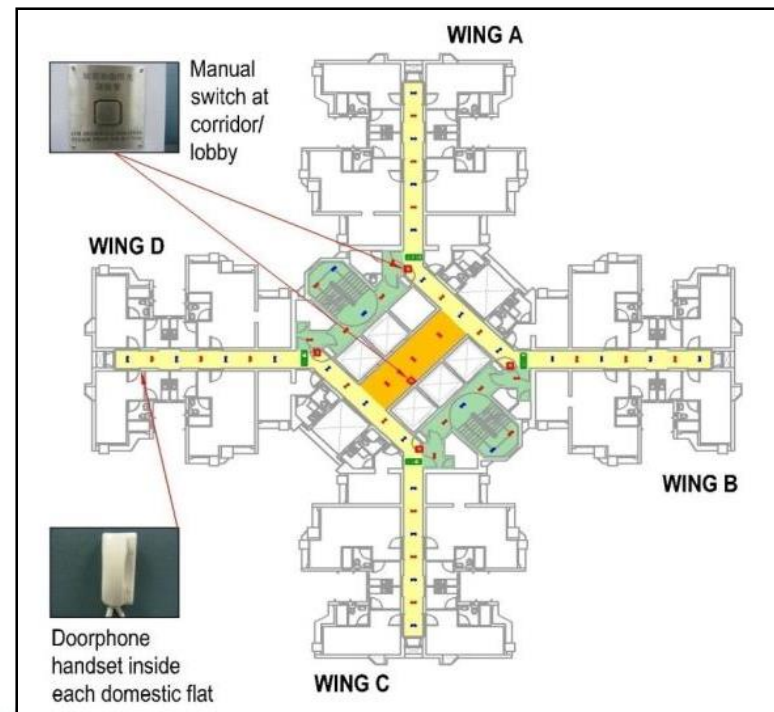 WING A
Manual
switch at
corridor/
lobby
WING D
WING B
Doorphone
handset inside
each domestic flat
WING C